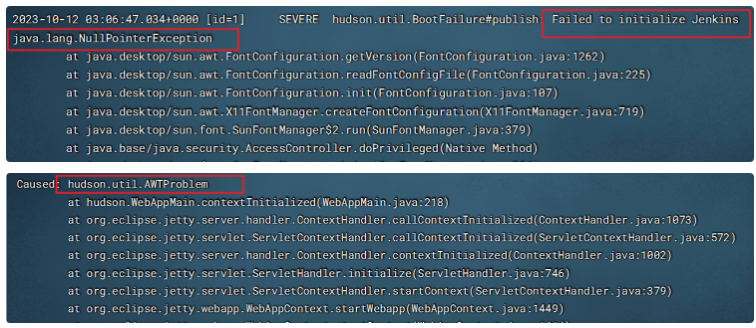 2023-10-12 03:06:47.034+0000 [id=1] SEVERE hudson.util.BootFailure#publish: Failed to initialize Jenkins
java.lang.NullPointerException
at java.desktop/sun.awt.FontConfiguration.getVersion(FontConfiguration.java:1262)
at java.desktop/sun.awt.FontConfiguration.readFontConfigFile(FontConfiguration.java:225)
at java.desktop/sun.awt.FontConfiguration.init(FontConfiguration.java:107)
at java.desktop/sun.awt.X11FontManager.createFontConfiguration(X11FontManager.java:719)
at java.desktop/sun.font.SunFontManager$2.run(SunFontManager.java:379)
at java.base/java.security.AccessController.doPrivileged(Native Method)
Caused: hudson.util.AWTProblem
at hudson.WebAppMain.contextInitialized(WebAppMain.java:218)
at org.eclipse.jetty.server.handler.ContextHandler.callContextInitialized(ContextHandler.java:1073)
at org.eclipse.jetty.servlet.ServletContextHandler.callContextInitialized(ServletContextHandler.java:572)
at org.eclipse.jetty.server.handler.ContextHandler.contextInitialized(ContextHandler.java:1002)
at org.eclipse.jetty.servlet.ServletHandler.initialize(ServletHandler.java:746)
at org.eclipse.jetty.servlet.ServletContextHandler.startContext(ServletContextHandler.java:379)
at org.eclipse.jetty.webapp.WebAppContext.startWebapp(WebAppContext.java:1449)